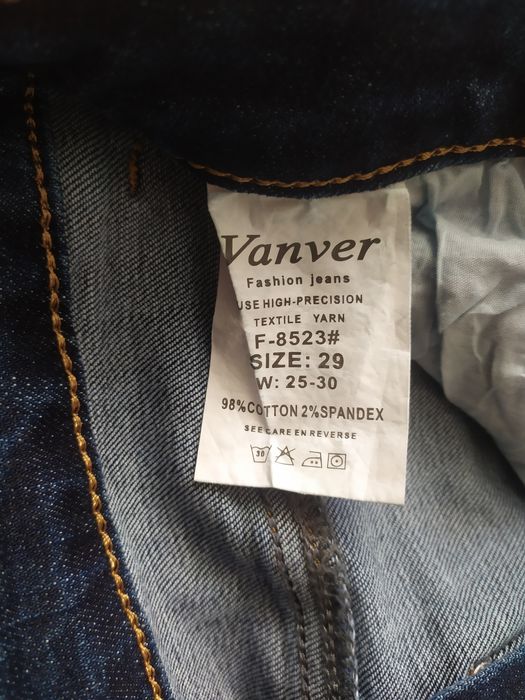 Vanver
Fashion jeans
USE HIGH-PRECISION
TEXTILE YARN
F-8523#
SIZE: 29
W: 25-30
98%COTTON 2%SPANDEX
SEE CARE EN REVERSE
30